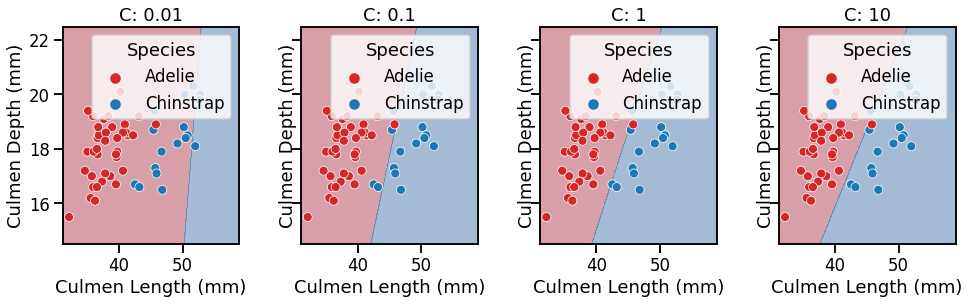 C: 0.01
Culmen Depth (mm)
22
20
18
16
Species
Adelie
Chinstrap
40 50
Culmen Length (mm)
C: 0.1
Culmen Depth (mm)
Species
Adelie
Chinstrap
40 50
Culmen Length (mm)
C: 1
Culmen Depth (mm)
Species
Adelie
Chinstrap
40 50
Culmen Length (mm)
C: 10
Culmen Depth (mm)
Species
Adelie
Chinstrap
40 50
Culmen Length (mm)